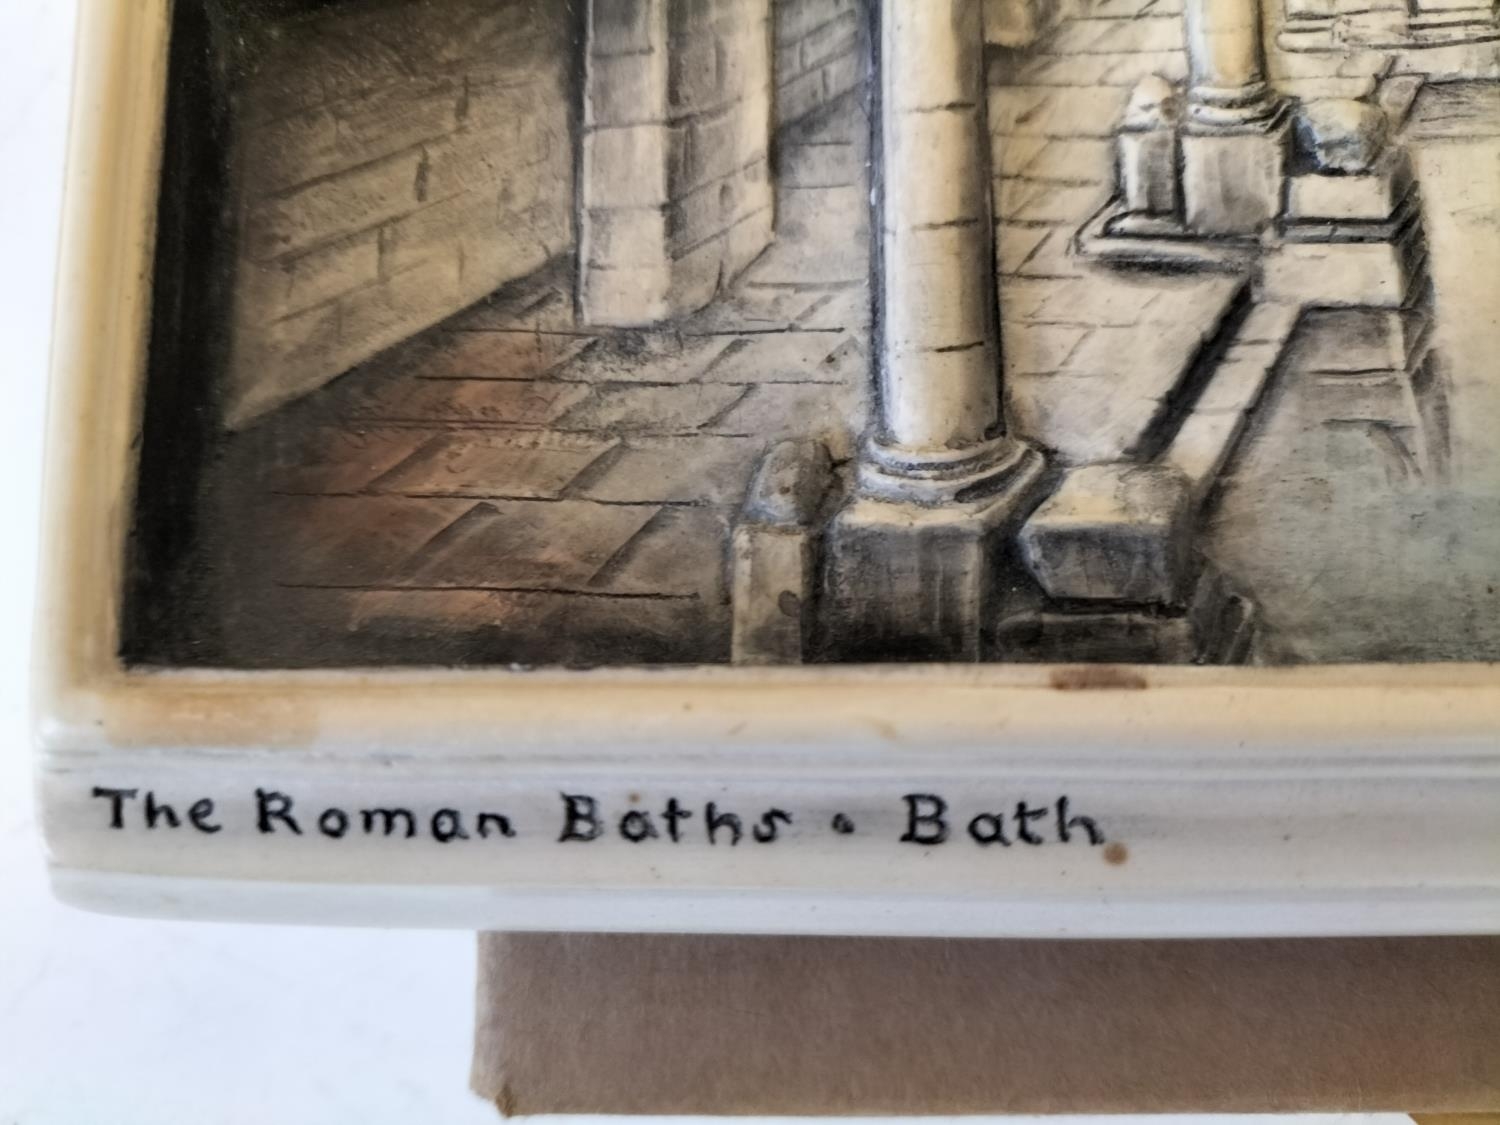 The Roman Baths • Bath